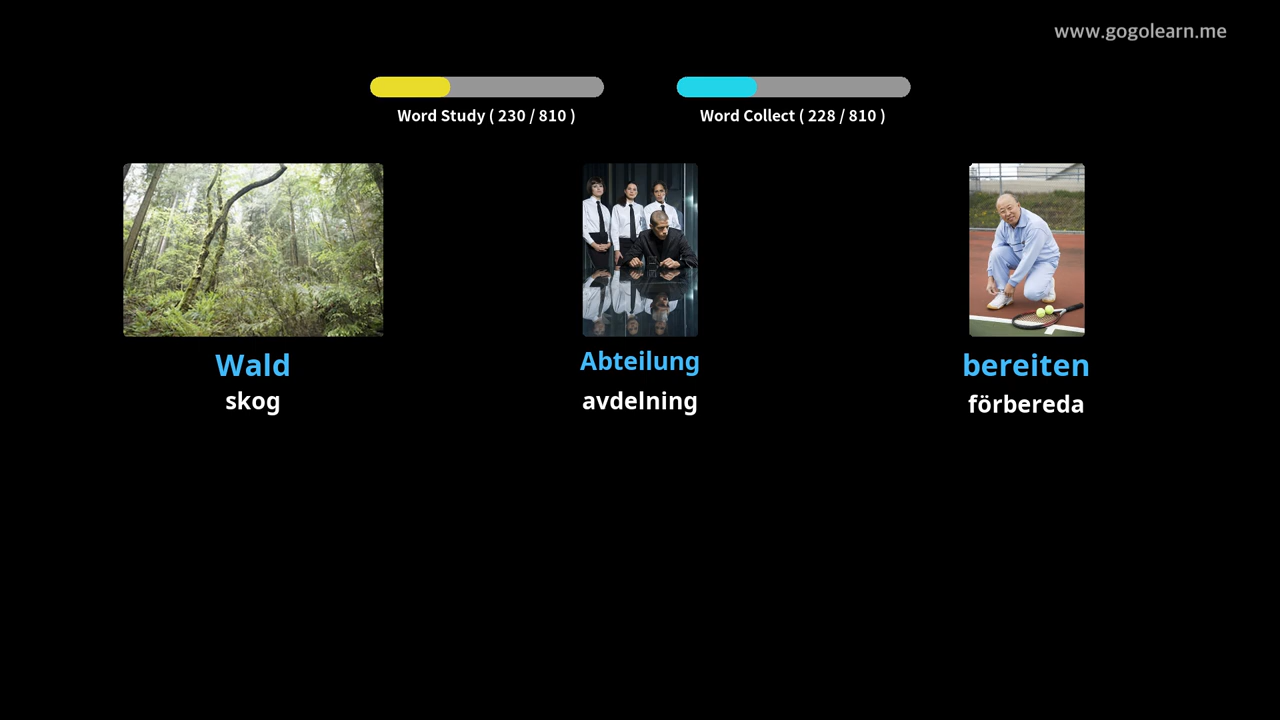 www.gogolearn.me
Word Study ( 230 / 810 )
Word Collect ( 228 / 810 )
Wald
skog
Abteilung
avdelning
bereiten
förbereda